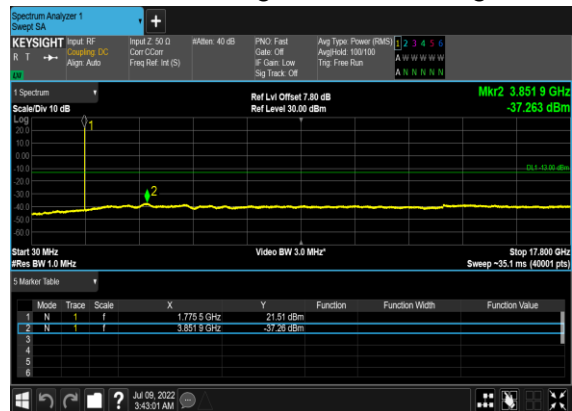 Spectrum Analyzer 1
Swept SA
+
KEYSIGHT Input: RF Input Z: 50 Ω #Atten: 40 dB PNO: Fast Avg Type: Power (RMS) 1 2 3 4 5 6
R T Coupling: DC Corr CCorr Gate: Off Avg|Hold: 100/100 A W W W W W
Align: Auto Freq Ref: Int (S) IF Gain: Low Trig: Free Run
Sig Track: Off A N N N N N
LW
1 Spectrum Ref Lvl Offset 7.80 dB Mkr2 3.851 9 GHz
Scale/Div 10 dB Ref Level 30.00 dBm -37.263 dBm
Log
20.0
10.0
0.00
-10.0
-20.0
-30.0
-40.0
-50.0
-60.0
1
2
DL1 -13.00 dBm
Start 30 MHz Video BW 3.0 MHz* Stop 17.800 GHz
#Res BW 1.0 MHz Sweep ~35.1 ms (40001 pts)
5 Marker Table
Mode Trace Scale X Y Function Function Width Function Value
1 N 1 f 1.775 5 GHz 21.51 dBm
2 N 1 f 3.851 9 GHz -37.26 dBm
3
4
5
6
? Jul 09, 2022
3:43:01 AM